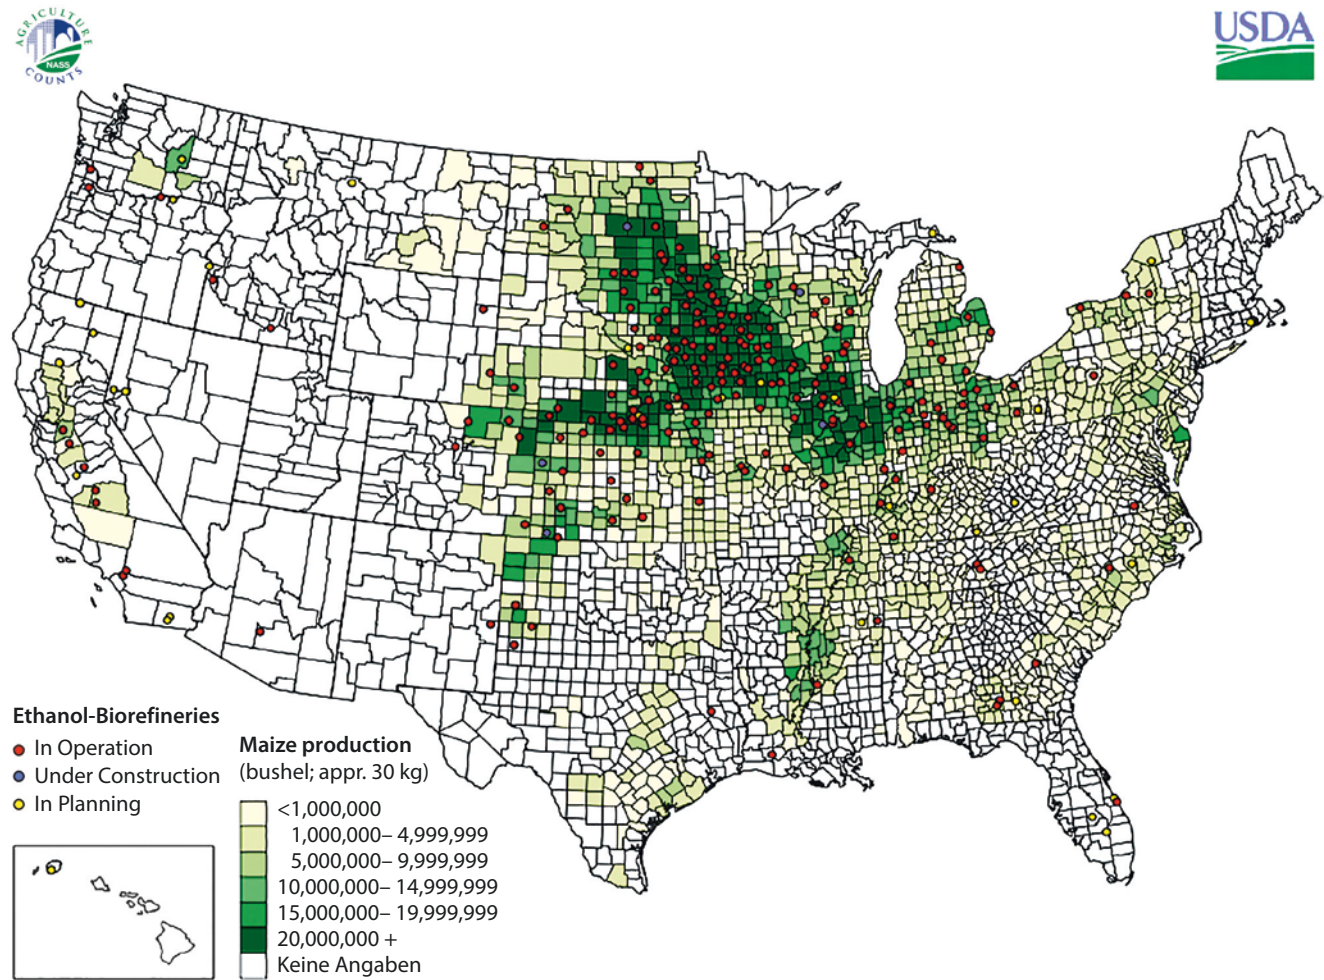 AGRICULTURE
NASS
COUNTS
USDA
Ethanol-Biorefineries
In Operation
Under Construction
In Planning
Maize production
(bushel; appr. 30 kg)
<1,000,000
1,000,000– 4,999,999
5,000,000– 9,999,999
10,000,000– 14,999,999
15,000,000– 19,999,999
20,000,000 +
Keine Angaben